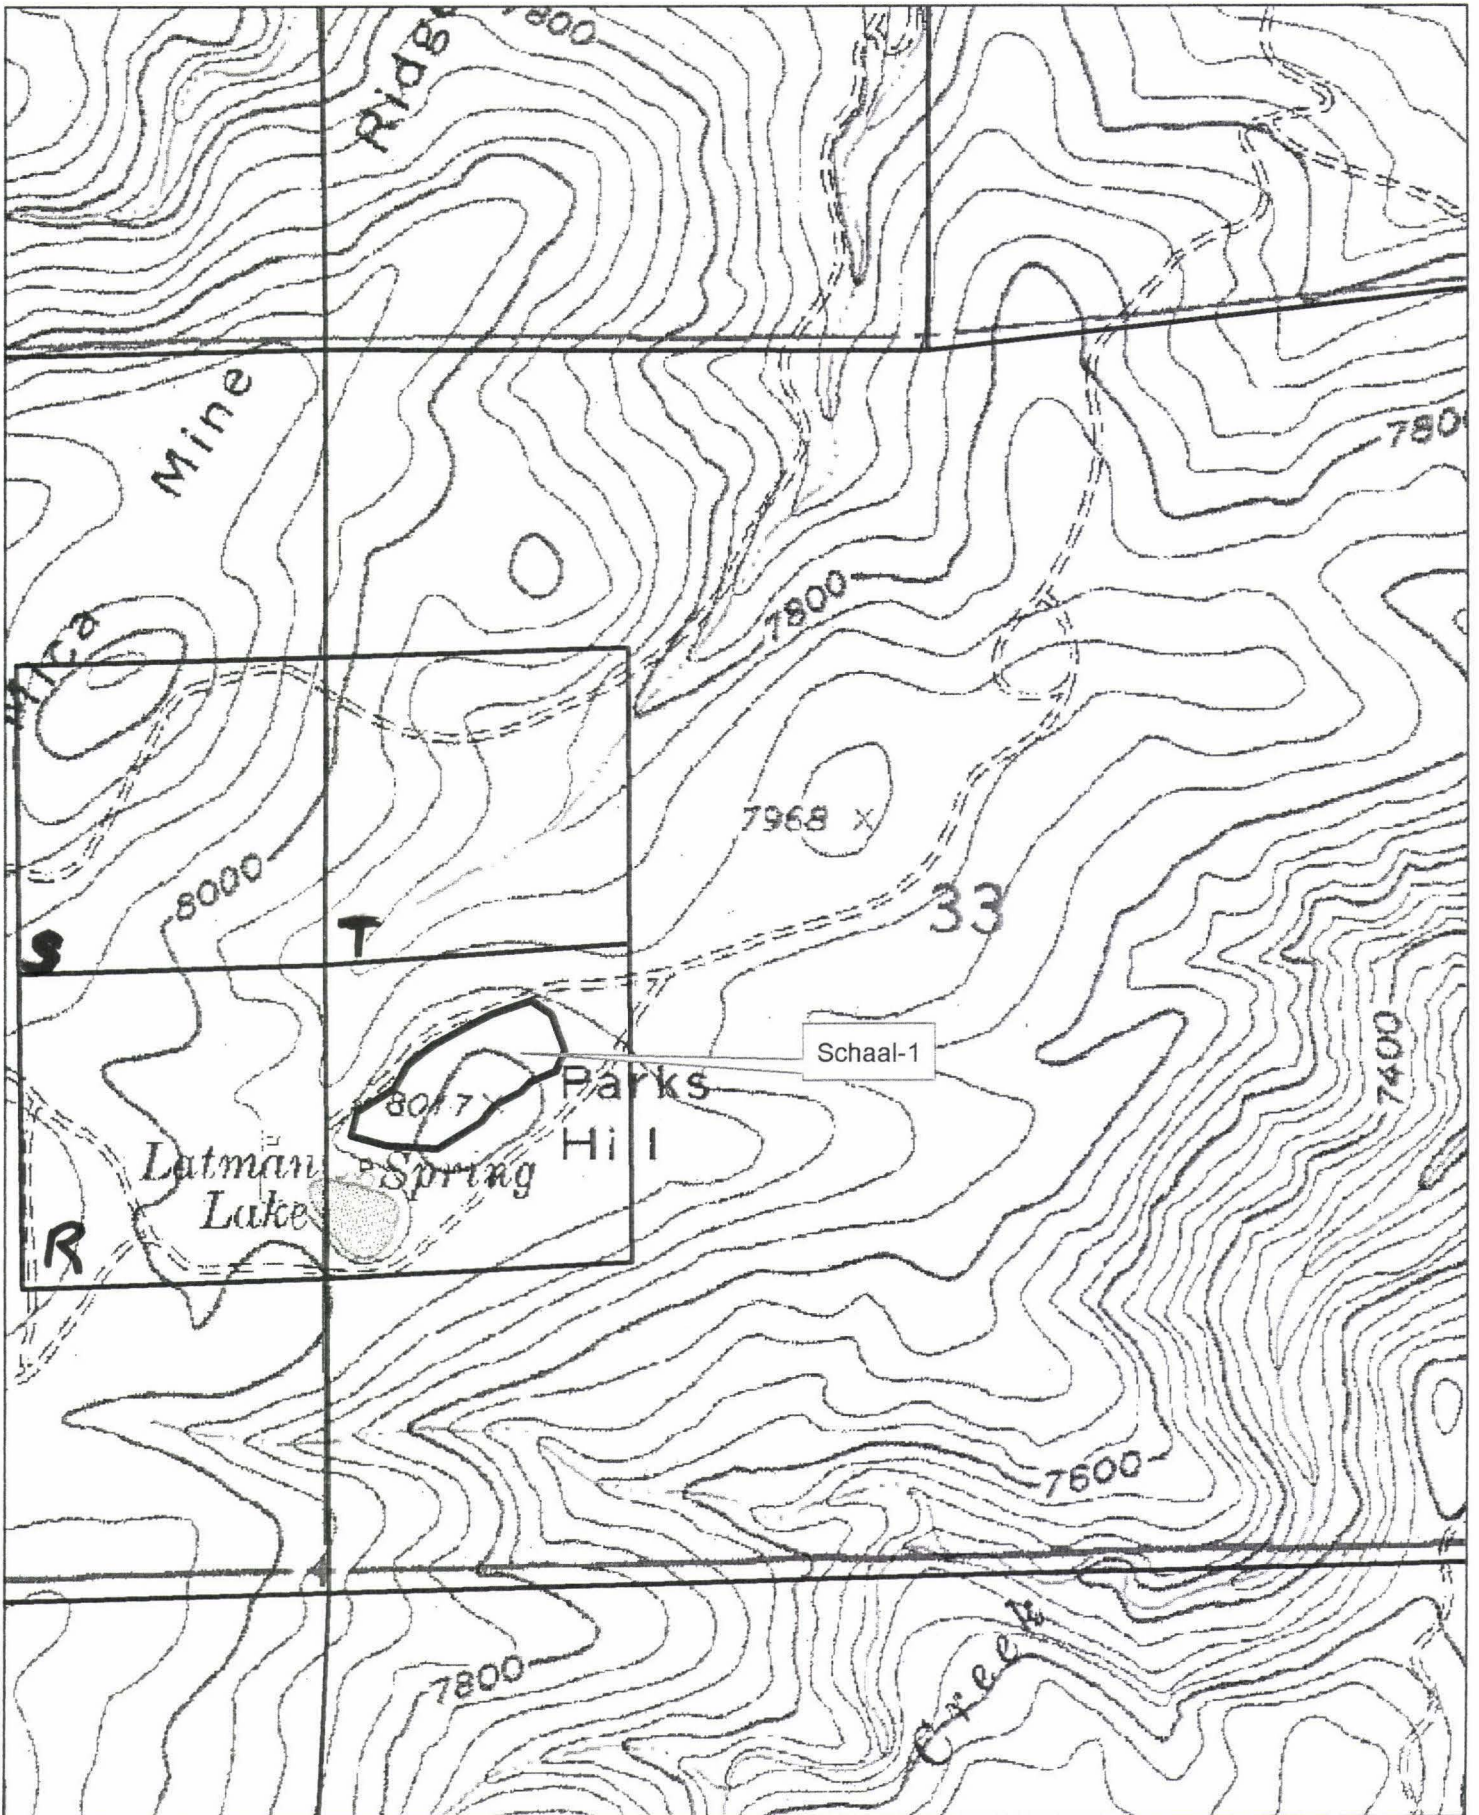 7800
Ridge
Mine
7800
Mica
7800
7968 x
8000
33
S
T
Schaal-1
7400
8017
Parks
Hill
Latman
Lake
Spring
R
7600
Creek
7800